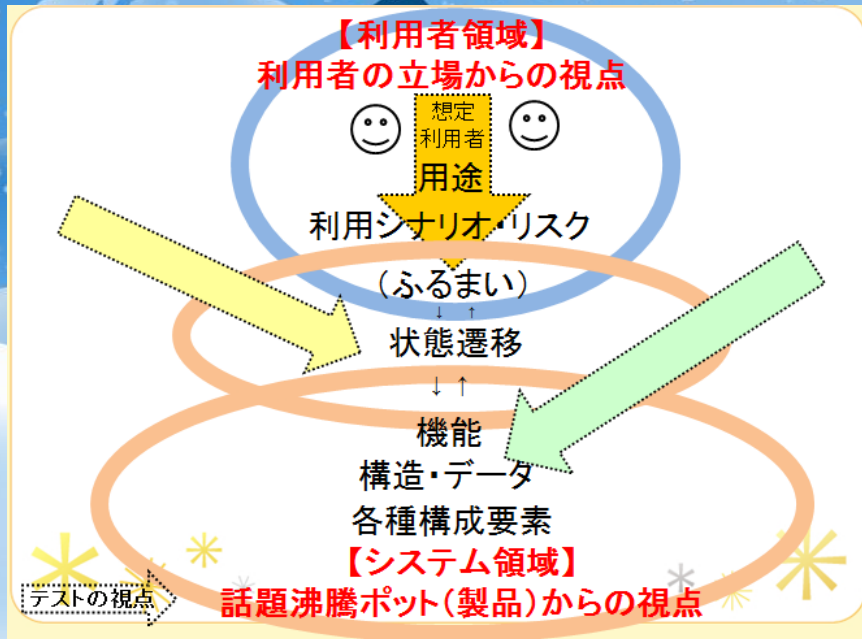 【利用者領域】
利用者の立場からの視点
想定
利用者
用途
利用シナリオ・リスク
(ふるまい)
↓ ↑
状態遷移
↓ ↑
機能
構造・データ
各種構成要素
【システム領域】
話題沸騰ポット(製品)からの視点
テストの視点